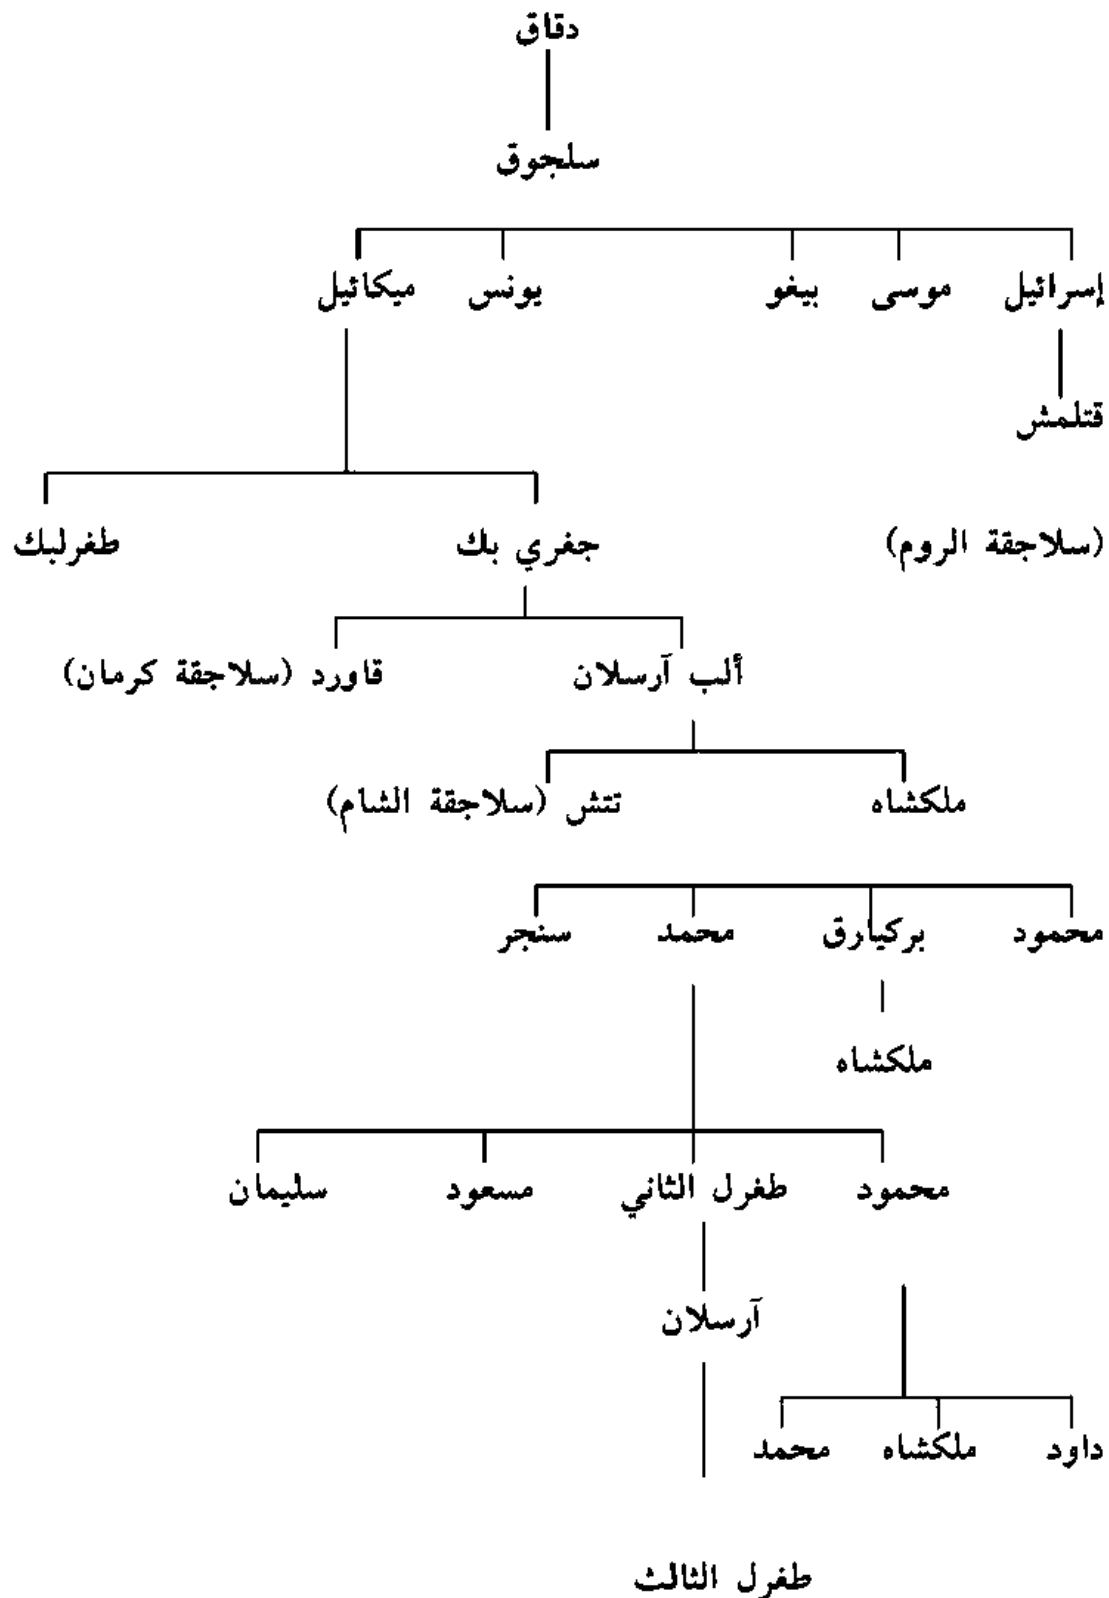 دقاق
سلجوق
إسرائيل موسى بيغو يونس ميكائيل
قتلمش
(سلاجقة الروم) جغري بك طغرلبك
ألب آرسلان قاورد (سلاجقة كرمان)
ملكشاه تتش (سلاجقة الشام)
محمود بركيارق محمد سنجر
ملكشاه
محمود طغرل الثاني مسعود سليمان
آرسلان
داود ملكشاه محمد
طغرل الثالث